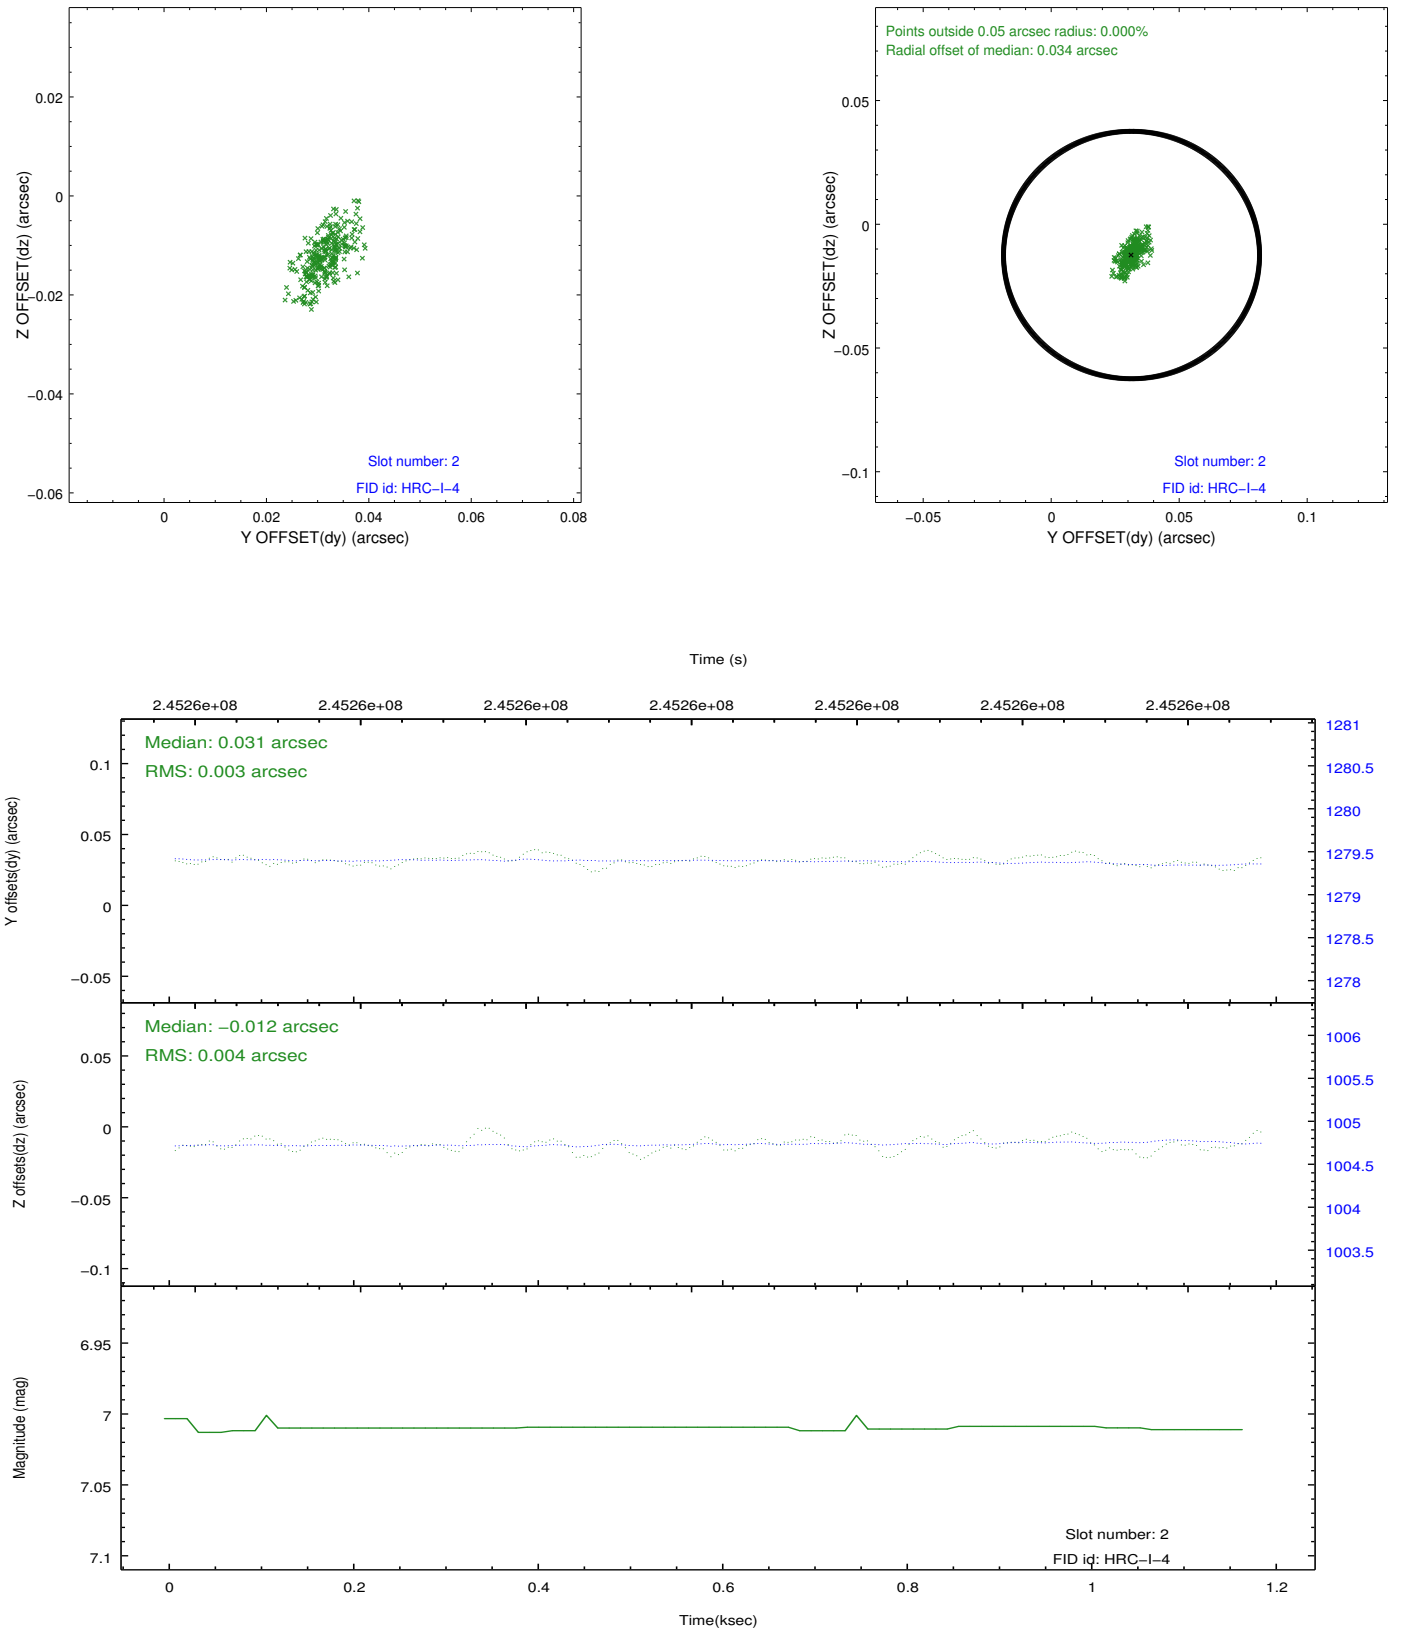 0.02
0
−0.02
−0.04
−0.06
Z OFFSET(dz) (arcsec)
Slot number: 2
FID id: HRC−I−4
0
0.02
0.04
0.06
0.08
Y OFFSET(dy) (arcsec)
Points outside 0.05 arcsec radius: 0.000%
Radial offset of median: 0.034 arcsec
0.05
0
−0.05
−0.1
Z OFFSET(dz) (arcsec)
Slot number: 2
FID id: HRC−I−4
−0.05
0
0.05
0.1
Y OFFSET(dy) (arcsec)
Time (s)
2.4526e+08
2.4526e+08
2.4526e+08
2.4526e+08
2.4526e+08
2.4526e+08
2.4526e+08
Median: 0.031 arcsec
RMS: 0.003 arcsec
0.1
0.05
0
−0.05
Y offsets(dy) (arcsec)
1281
1280.5
1280
1279.5
1279
1278.5
1278
Median: −0.012 arcsec
RMS: 0.004 arcsec
0.05
0
−0.05
−0.1
Z offsets(dz) (arcsec)
1006
1005.5
1005
1004.5
1004
1003.5
6.95
7
7.05
7.1
Magnitude (mag)
Slot number: 2
FID id: HRC−I−4
0
0.2
0.4
0.6
0.8
1
1.2
Time(ksec)